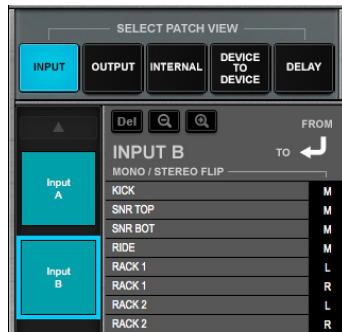 SELECT PATCH VIEW
INPUT
OUTPUT
INTERNAL
DEVICE
TO
DEVICE
DELAY
Input
A
Input
B
Del
FROM
INPUT B
TO
MONO / STEREO FLIP
KICK M
SNR TOP M
SNR BOT M
RIDE M
RACK 1 L
RACK 1 R
RACK 2 L
RACK 2 R